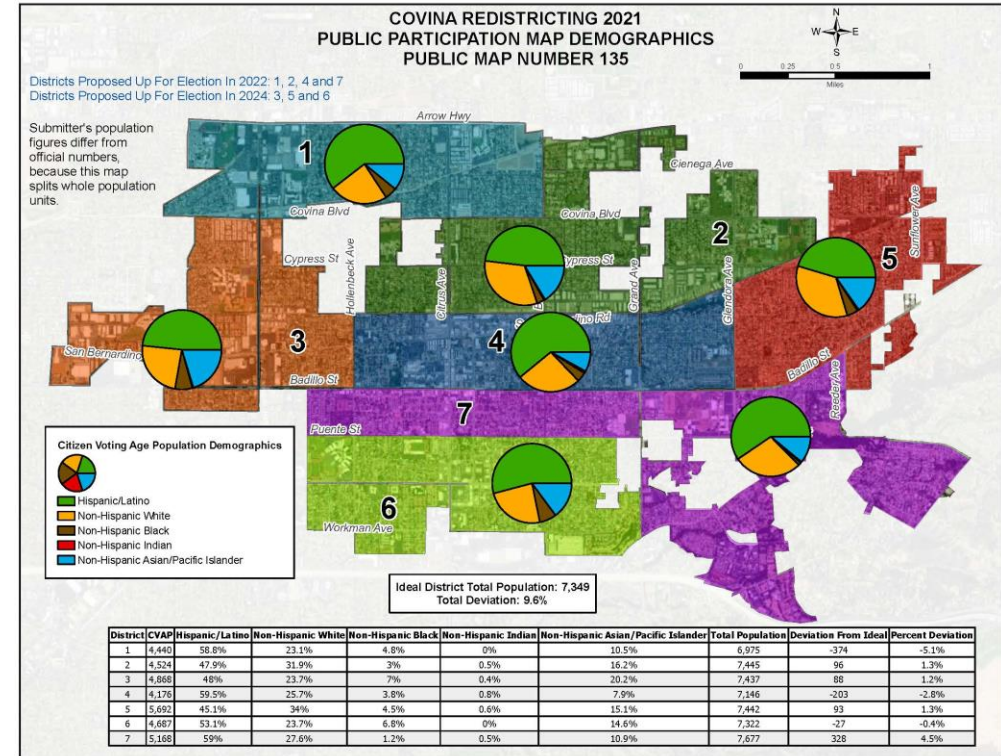 COVINA REDISTRICTING 2021
PUBLIC PARTICIPATION MAP DEMOGRAPHICS
PUBLIC MAP NUMBER 135
N
W E
S
0 0.25 0.5 1
Miles
Districts Proposed Up For Election In 2022: 1, 2, 4 and 7
Districts Proposed Up For Election In 2024: 3, 5 and 6
Submitter's population
figures differ from
official numbers,
because this map
splits whole population
units.
Arrow Hwy
1
Cienega Ave
Covina Blvd
Covina Blvd
2
Sunflower Ave
5
Cypress St
Cypress St
Hollenbeck Ave
Citrus Ave
Grand Ave
Glendora Ave
San Bernardino
3
4
Badillo St
Badillo St
Reeder Ave
7
Puente St
6
Workman Ave
Citizen Voting Age Population Demographics
Hispanic/Latino
Non-Hispanic White
Non-Hispanic Black
Non-Hispanic Indian
Non-Hispanic Asian/Pacific Islander
Ideal District Total Population: 7,349
Total Deviation: 9.6%
District CVAP Hispanic/Latino Non-Hispanic White Non-Hispanic Black Non-Hispanic Indian Non-Hispanic Asian/Pacific Islander Total Population Deviation From Ideal Percent Deviation
1 4,440 58.8% 23.1% 4.8% 0% 10.5% 6,975 -374 -5.1%
2 4,524 47.9% 31.9% 3% 0.5% 16.2% 7,445 96 1.3%
3 4,868 48% 23.7% 7% 0.4% 20.2% 7,437 88 1.2%
4 4,176 59.5% 25.7% 3.8% 0.8% 7.9% 7,146 -203 -2.8%
5 5,692 45.1% 34% 4.5% 0.6% 15.1% 7,442 93 1.3%
6 4,687 53.1% 23.7% 6.8% 0% 14.6% 7,322 -27 -0.4%
7 5,168 59% 27.6% 1.2% 0.5% 10.9% 7,677 328 4.5%